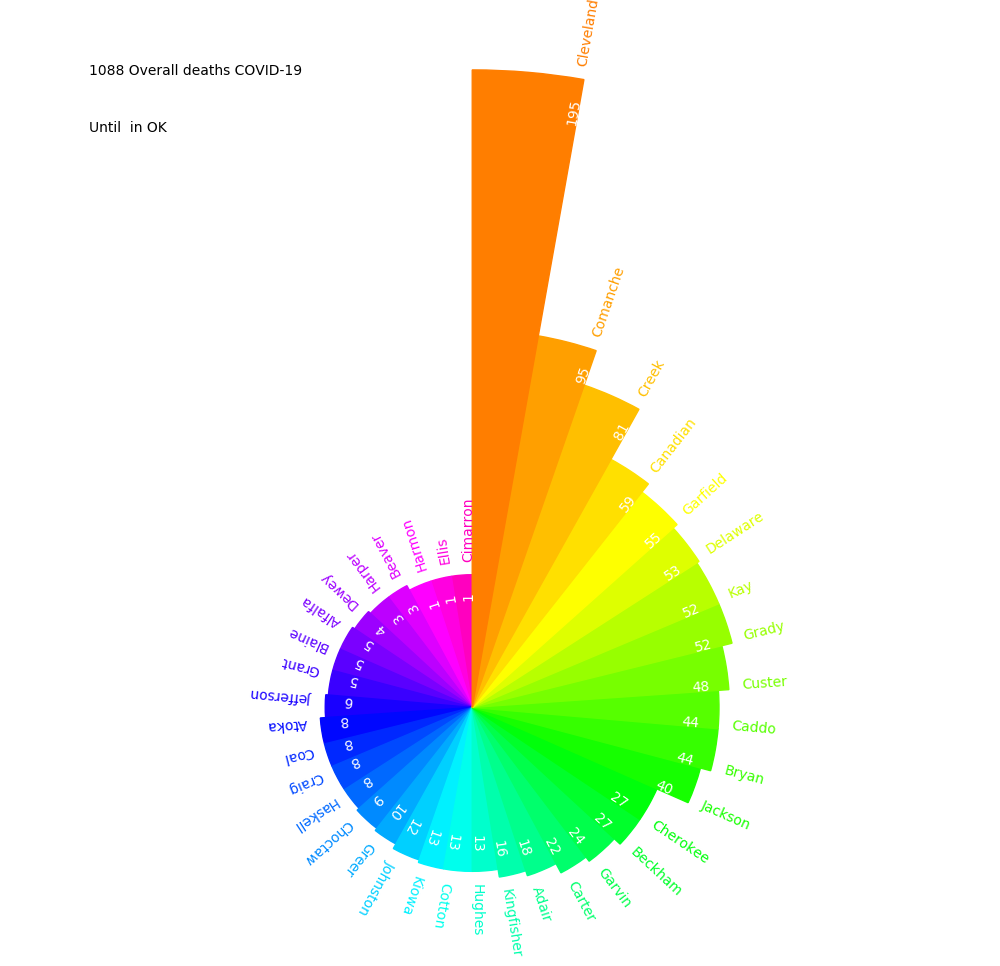 1088 Overall deaths COVID-19
Until  in OK
Cleveland
195
Comanche
95
Creek
81
Canadian
59
Garfield
55
Delaware
53
Kay
52
Grady
52
Custer
48
Caddo
44
Bryan
44
Jackson
40
Cherokee
27
Beckham
27
Garvin
24
Carter
22
Adair
18
Kingfisher
16
Hughes
13
Cotton
13
Kiowa
13
Johnston
12
Greer
10
Choctaw
9
Haskell
8
Craig
8
Coal
8
Atoka
8
Jefferson
6
Grant
5
Blaine
5
Alfalfa
5
Dewey
4
Harper
3
Beaver
3
Harmon
1
Ellis
1
Cimarron
1